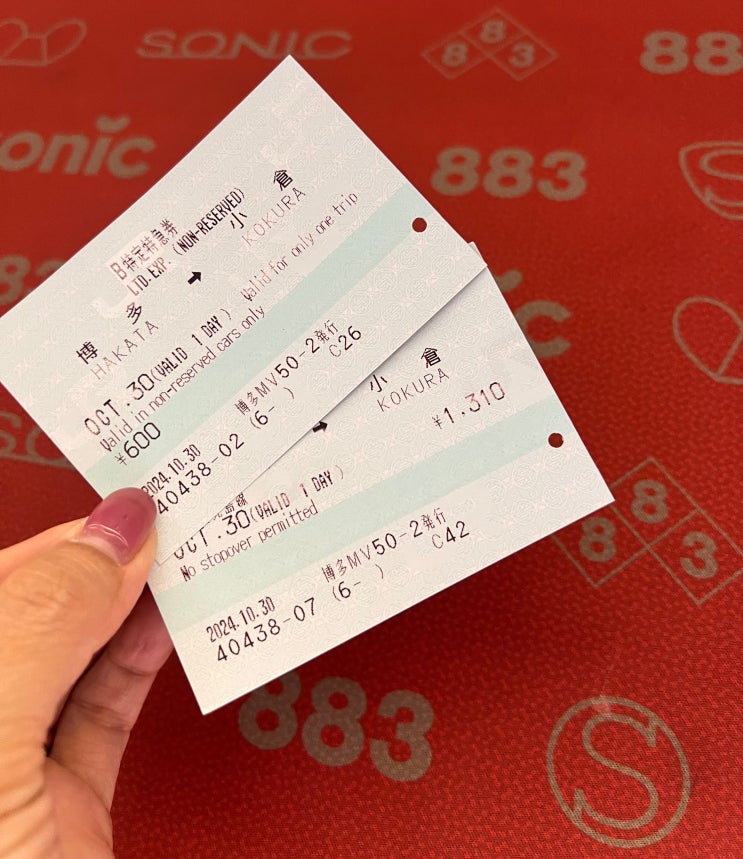 SONIC
883
883
sonic
883
B特定特急券
LTD.EXP.(NON-RESERVED)
博多 ➡ 小倉
HAKATA KOKURA
OCT.30(VALID 1 DAY) Valid for only one trip
Valid in non-reserved cars only
¥600
2024.10.30 博多MV50-2発行
40438-02 (6- ) C26
➡ 小倉
KOKURA
¥1,310
OCT.30(VALID 1 DAY)
No stopover permitted
2024.10.30 博多MV50-2発行
40438-07 (6- ) C42
883
883
S